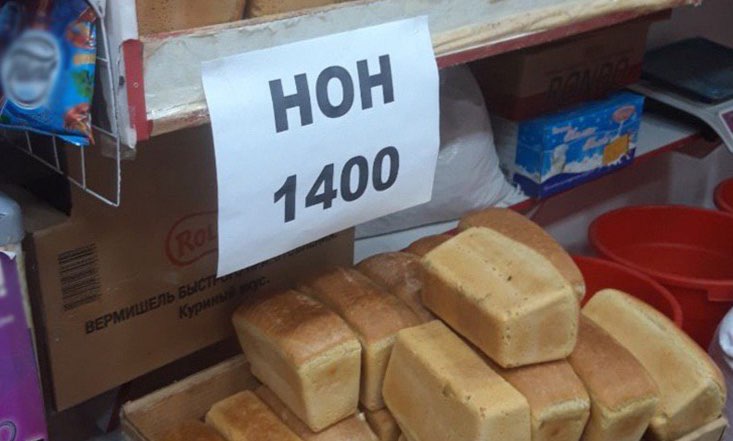 НОН
1400
ВЕРМИШЕЛЬ БЫСТР
Куриный вкус.